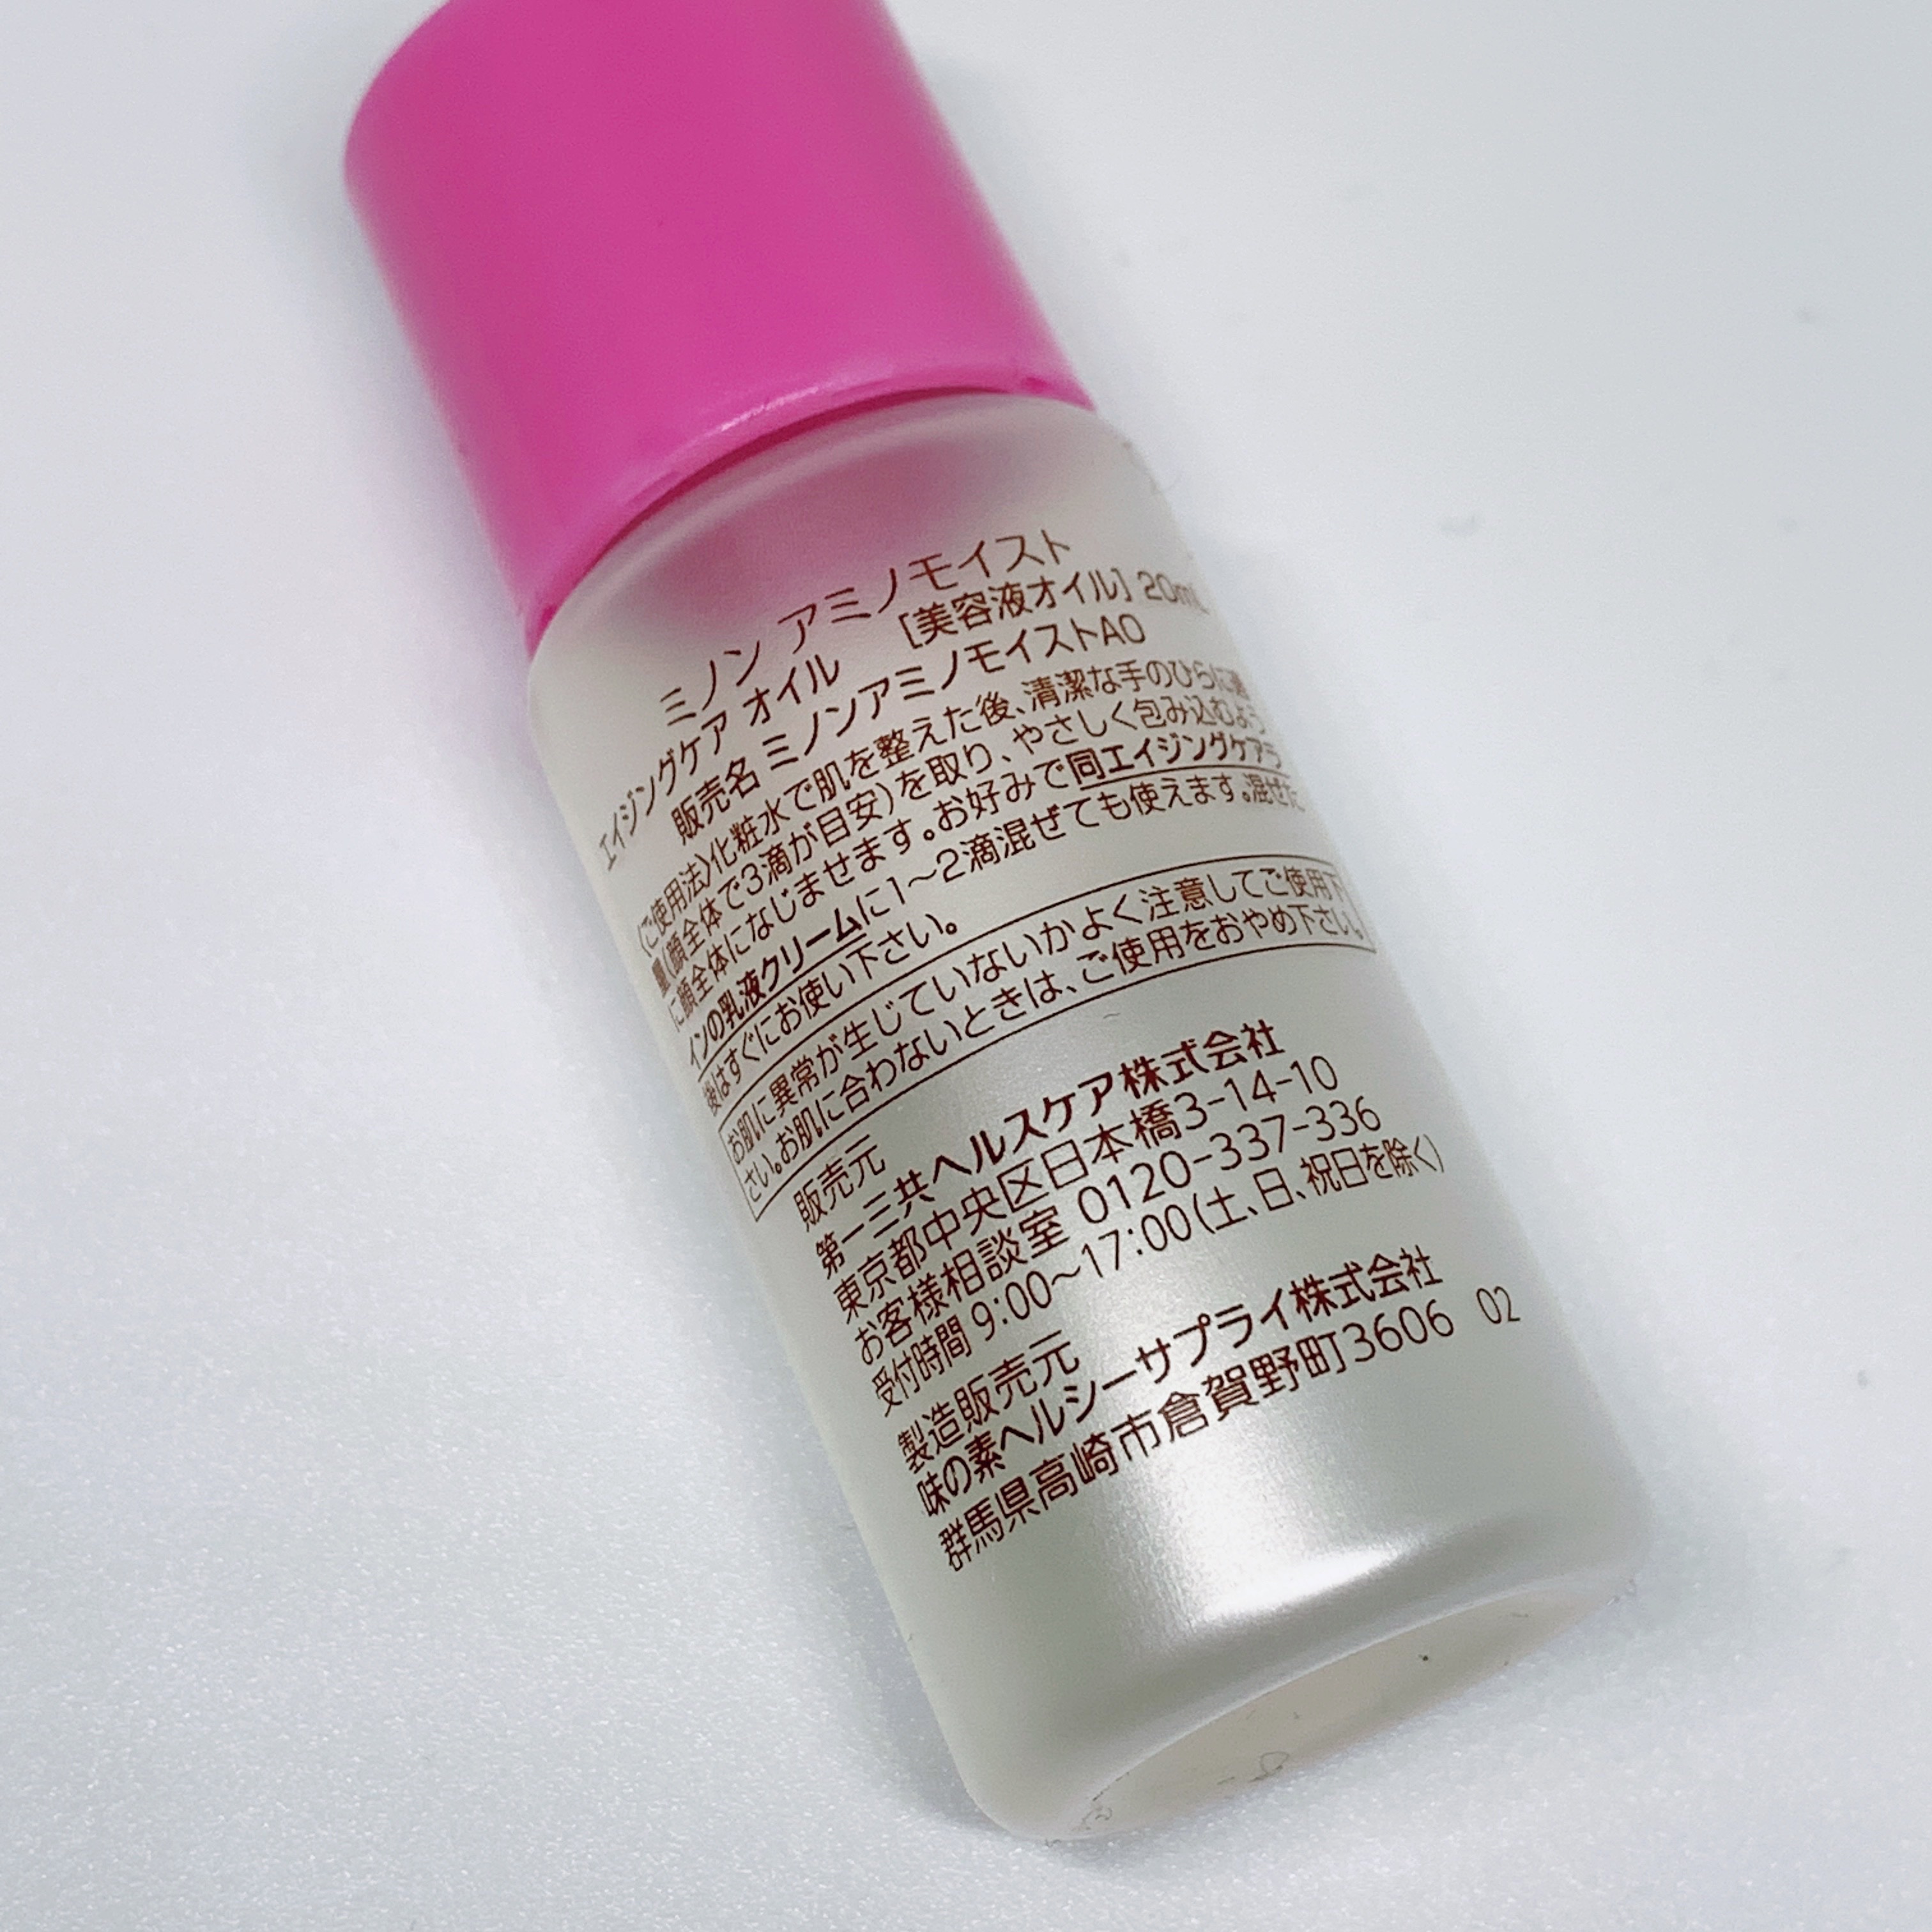 ミノン アミノモイスト
エイジングケア オイル [美容液オイル] 20mL
販売名 ミノンアミノモイストAO
〈ご使用法〉化粧水で肌を整えた後、清潔な手のひらに適
量(顔全体で3滴が目安)を取り、やさしく包み込むよう
に顔全体になじませます。お好みで同エイジングケアラ
インの乳液クリームに1〜2滴混ぜても使えます。混ぜた
後はすぐにお使い下さい。
お肌に異常が生じていないかよく注意してご使用下
さい。お肌に合わないときは、ご使用をおやめ下さい。
販売元
第一三共ヘルスケア株式会社
東京都中央区日本橋3-14-10
お客様相談室 0120-337-336
受付時間 9:00〜17:00(土、日、祝日を除く)
製造販売元
味の素ヘルシーサプライ株式会社
群馬県高崎市倉賀野町3606 02